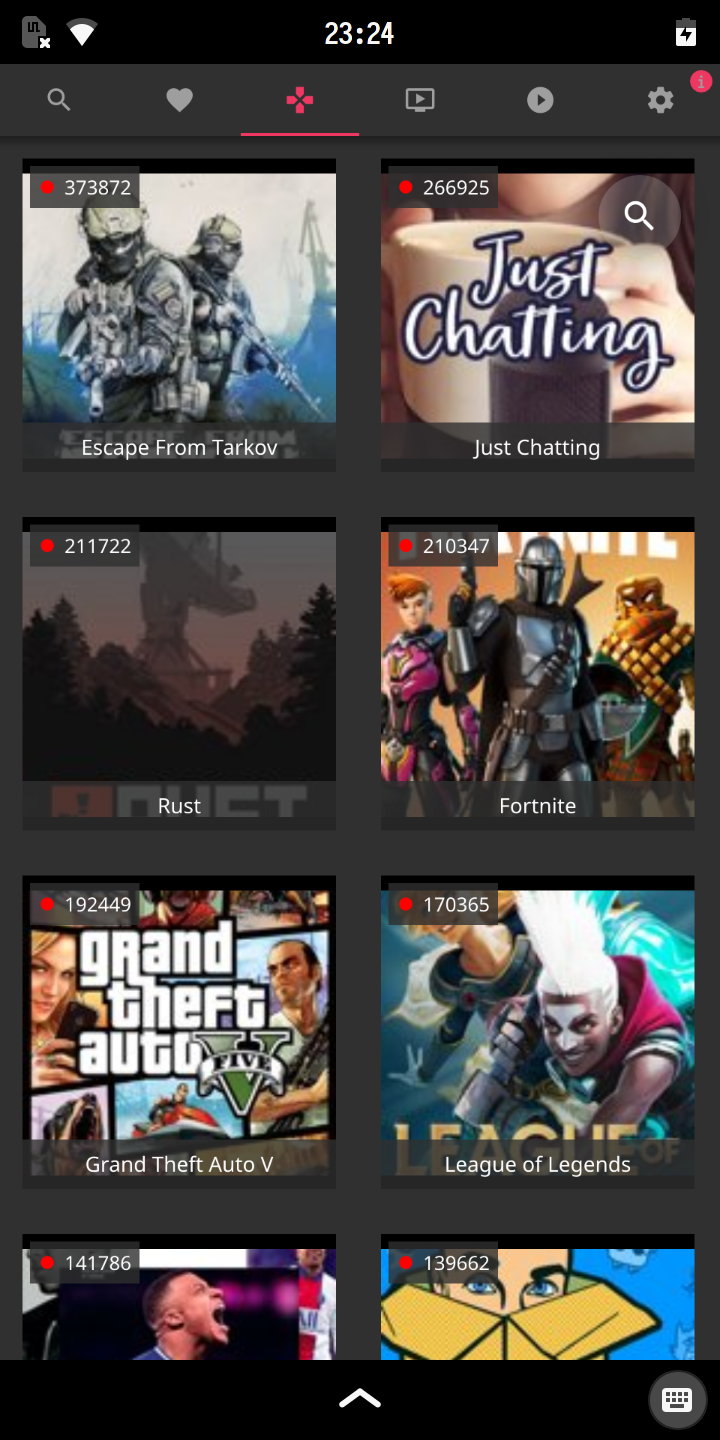 23:24
i
373872
266925
Just
Chatting
Escape From Tarkov
Just Chatting
211722
210347
Rust
Fortnite
192449
170365
grand
theft
auto
FIVE
LEAGUE OF
Grand Theft Auto V
League of Legends
141786
139662